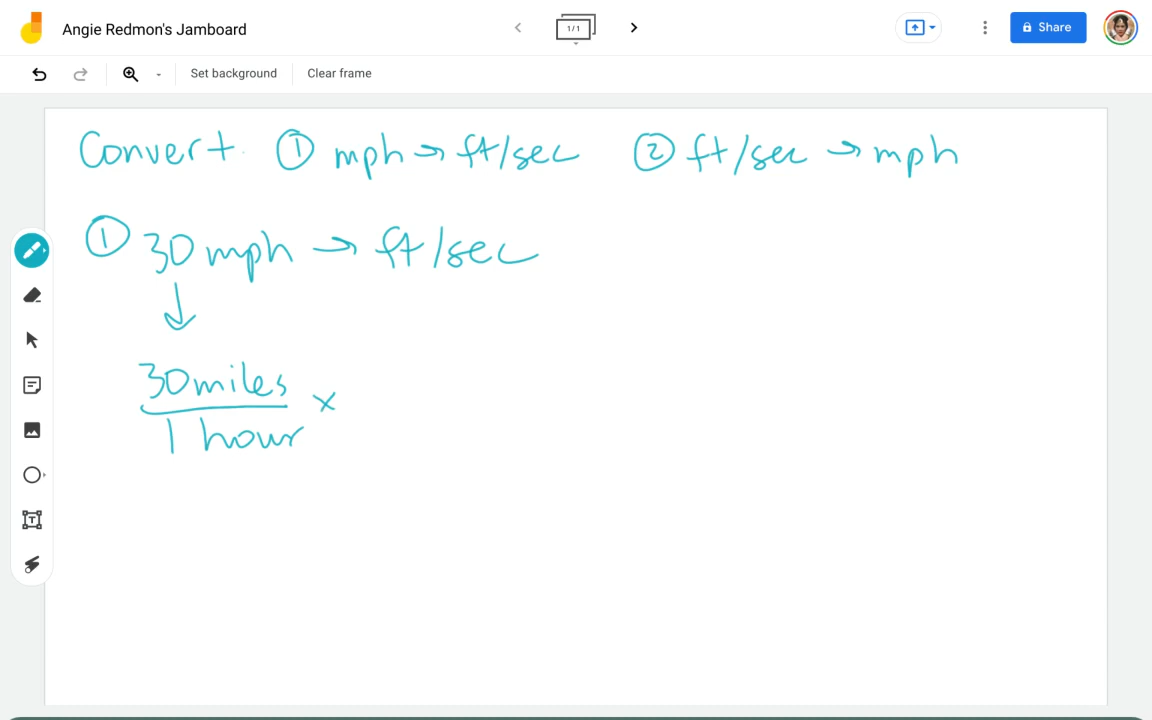 Angie Redmon's Jamboard
1/1
Share
Set background
Clear frame
Convert ① mph → ft/sec ② ft/sec → mph
① 30 mph → ft/sec
↓
30 miles ×
1 hour